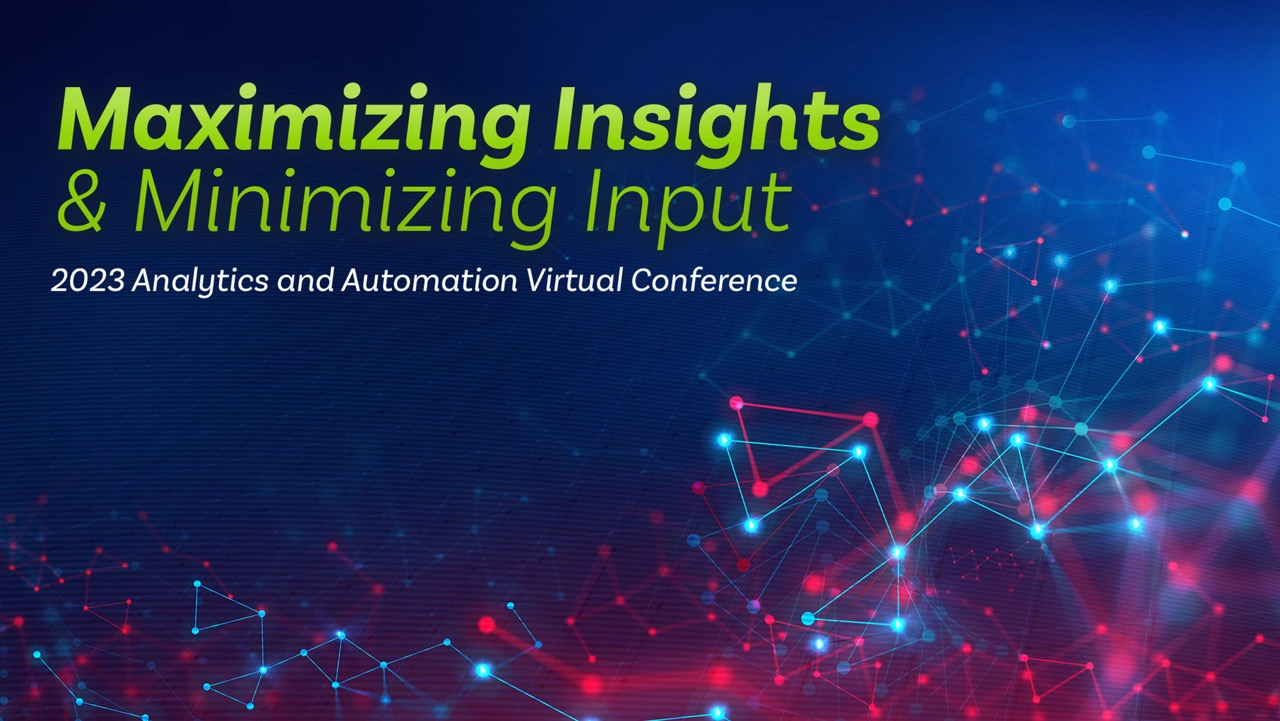 Maximizing Insights
& Minimizing Input
2023 Analytics and Automation Virtual Conference